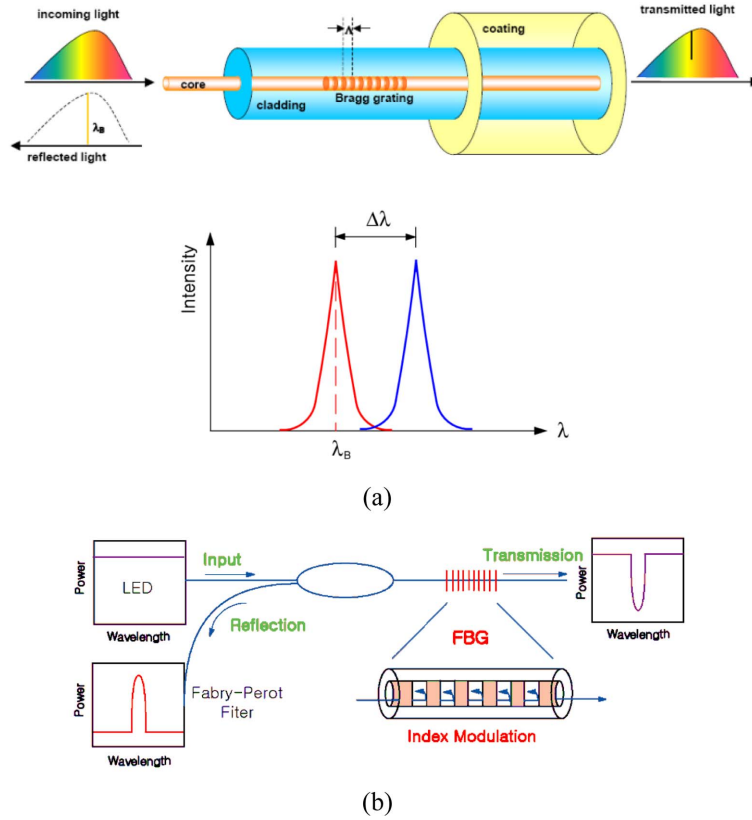 incoming light
transmitted light
coating
Λ
core
cladding
Bragg grating
λB
reflected light
Δλ
Intensity
λB
λ
(a)
Power
LED
Wavelength
Input
Reflection
Transmission
Power
Wavelength
FBG
Power
Wavelength
Fabry-Perot
Fiter
Index Modulation
(b)